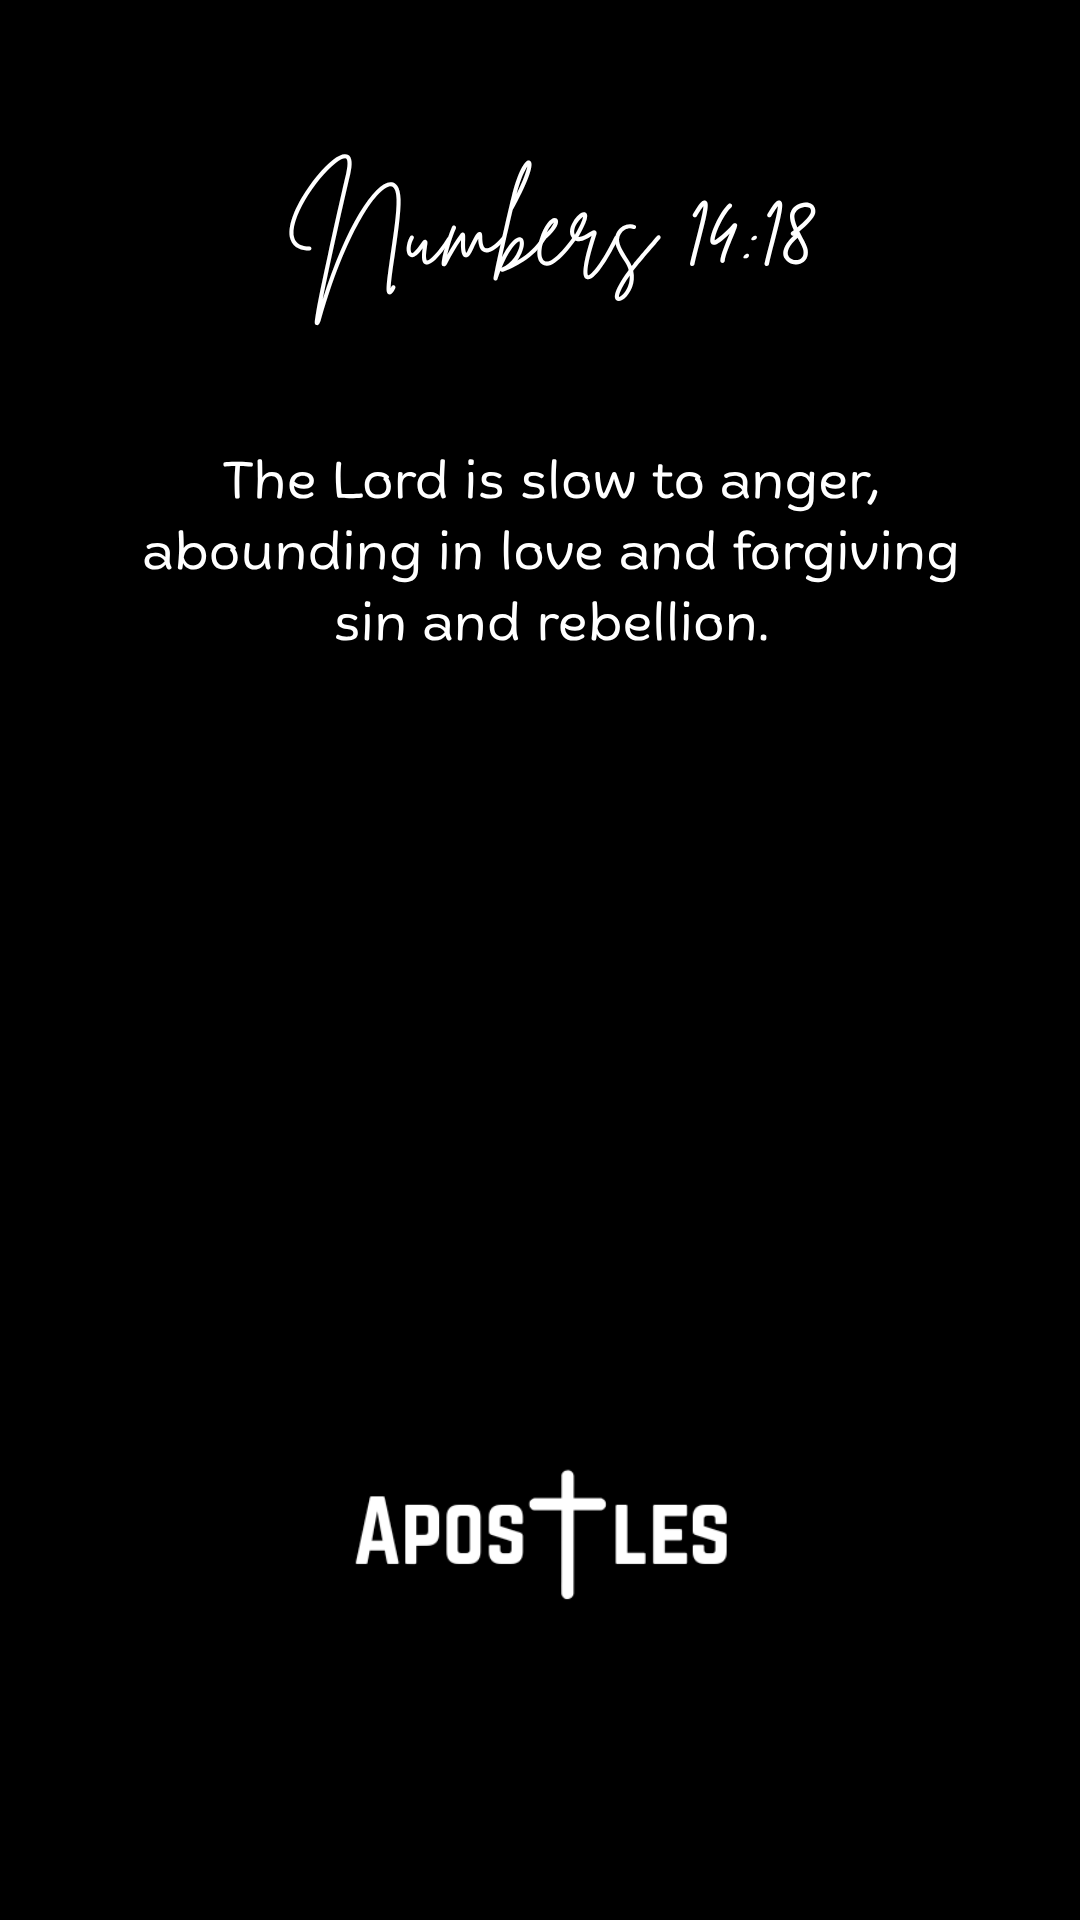 Numbers 14:18
The Lord is slow to anger,
abounding in love and forgiving
sin and rebellion.
APOSTLES